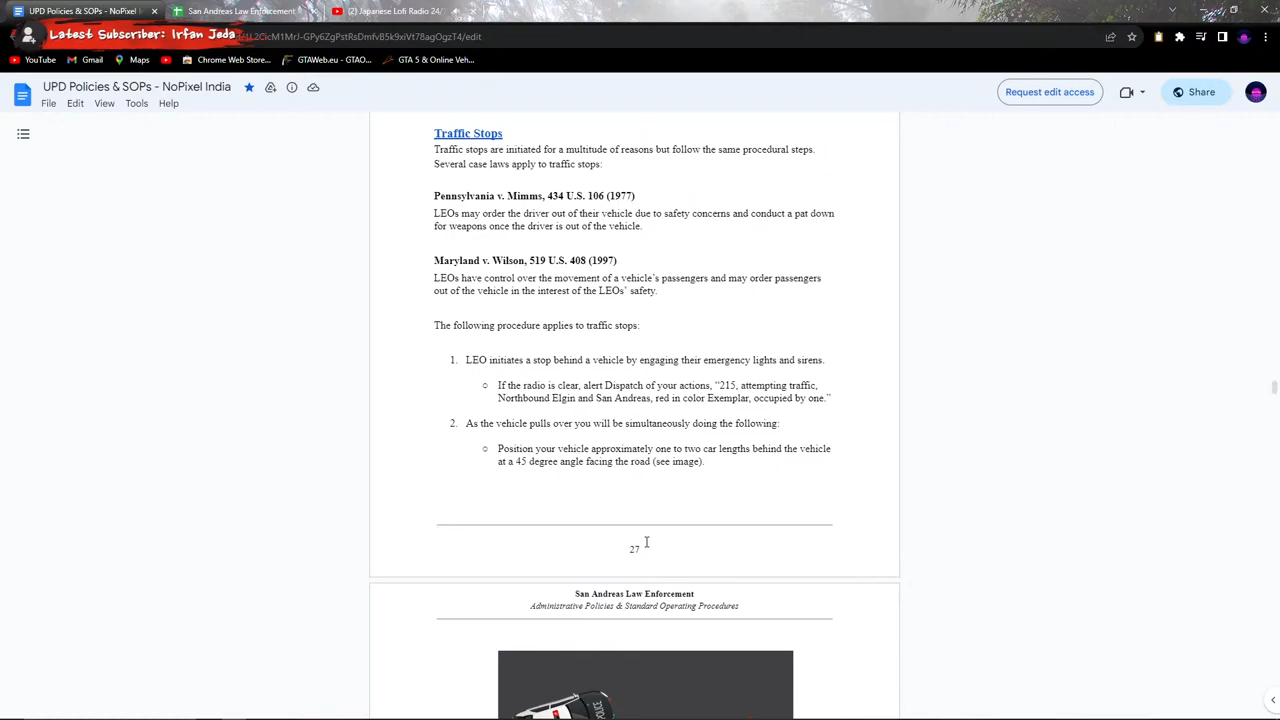 UPD Policies & SOPs - NoPixel I
San Andreas Law Enforcement
(2) Japanese Lofi Radio 24/
Latest Subscriber: Irfan Jeda
1L2CicM1MrJ-GPy6ZgPstRsDmfvB5k9xiVt78agOgzT4/edit
YouTube
Gmail
Maps
Chrome Web Store...
GTAWeb.eu - GTAO...
GTA 5 & Online Veh...
UPD Policies & SOPs - NoPixel India
File Edit View Tools Help
Request edit access
Share
Traffic Stops
Traffic stops are initiated for a multitude of reasons but follow the same procedural steps.
Several case laws apply to traffic stops:
Pennsylvania v. Mimms, 434 U.S. 106 (1977)
LEOs may order the driver out of their vehicle due to safety concerns and conduct a pat down
for weapons once the driver is out of the vehicle.
Maryland v. Wilson, 519 U.S. 408 (1997)
LEOs have control over the movement of a vehicle's passengers and may order passengers
out of the vehicle in the interest of the LEOs' safety.
The following procedure applies to traffic stops:
1. LEO initiates a stop behind a vehicle by engaging their emergency lights and sirens.
○ If the radio is clear, alert Dispatch of your actions, “215, attempting traffic,
Northbound Elgin and San Andreas, red in color Exemplar, occupied by one.”
2. As the vehicle pulls over you will be simultaneously doing the following:
○ Position your vehicle approximately one to two car lengths behind the vehicle
at a 45 degree angle facing the road (see image).
27
San Andreas Law Enforcement
Administrative Policies & Standard Operating Procedures